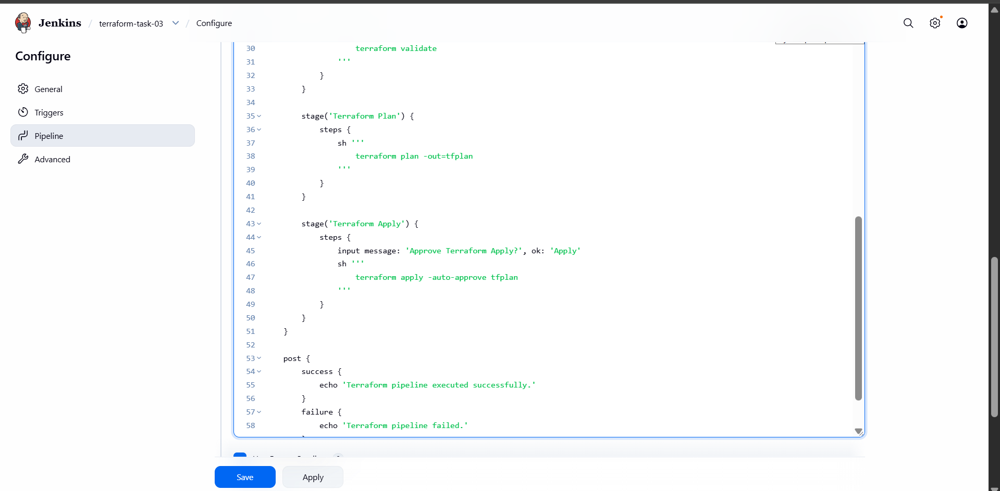 Jenkins / terraform-task-03 / Configure
Configure
General
Triggers
Pipeline
Advanced
30 terraform validate
31 '''
32 }
33 }
34
35 stage('Terraform Plan') {
36 steps {
37 sh '''
38 terraform plan -out=tfplan
39 '''
40 }
41 }
42
43 stage('Terraform Apply') {
44 steps {
45 input message: 'Approve Terraform Apply?', ok: 'Apply'
46 sh '''
47 terraform apply -auto-approve tfplan
48 '''
49 }
50 }
51 }
52
53 post {
54 success {
55 echo 'Terraform pipeline executed successfully.'
56 }
57 failure {
58 echo 'Terraform pipeline failed.'
Save
Apply